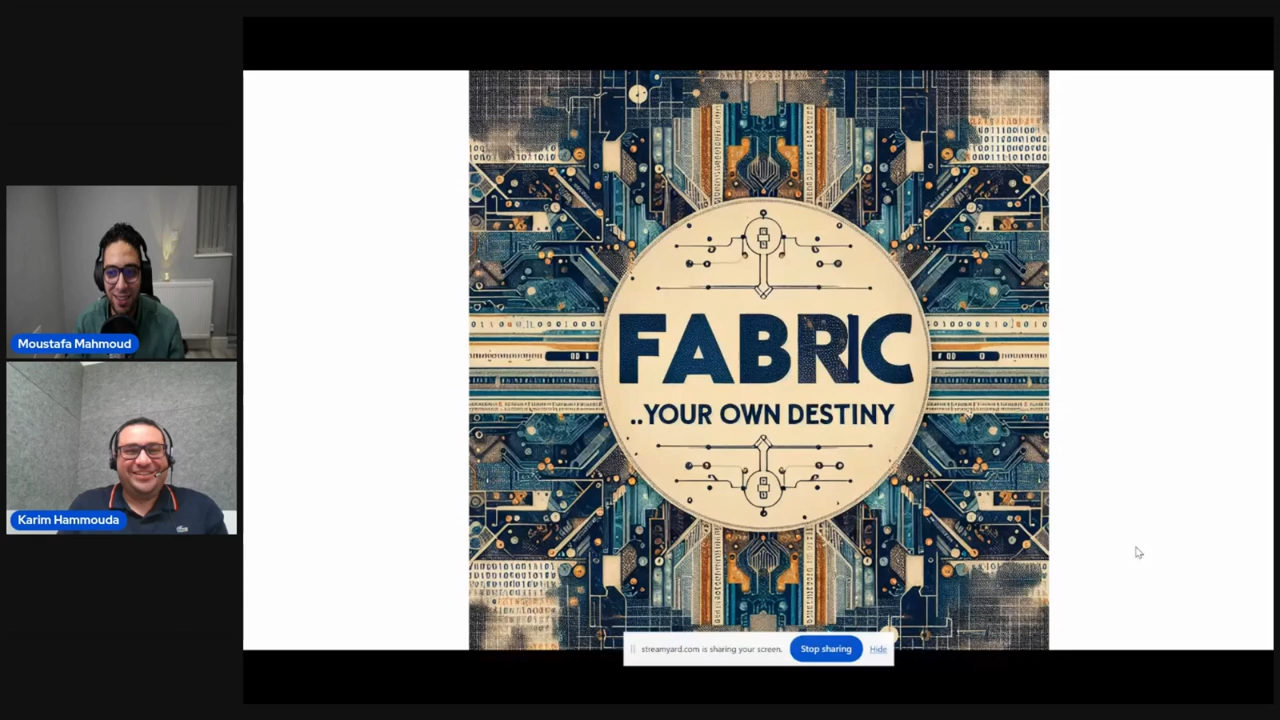 Moustafa Mahmoud
Karim Hammouda
FABRIC
..YOUR OWN DESTINY
streamyard.com is sharing your screen.
Stop sharing
Hide